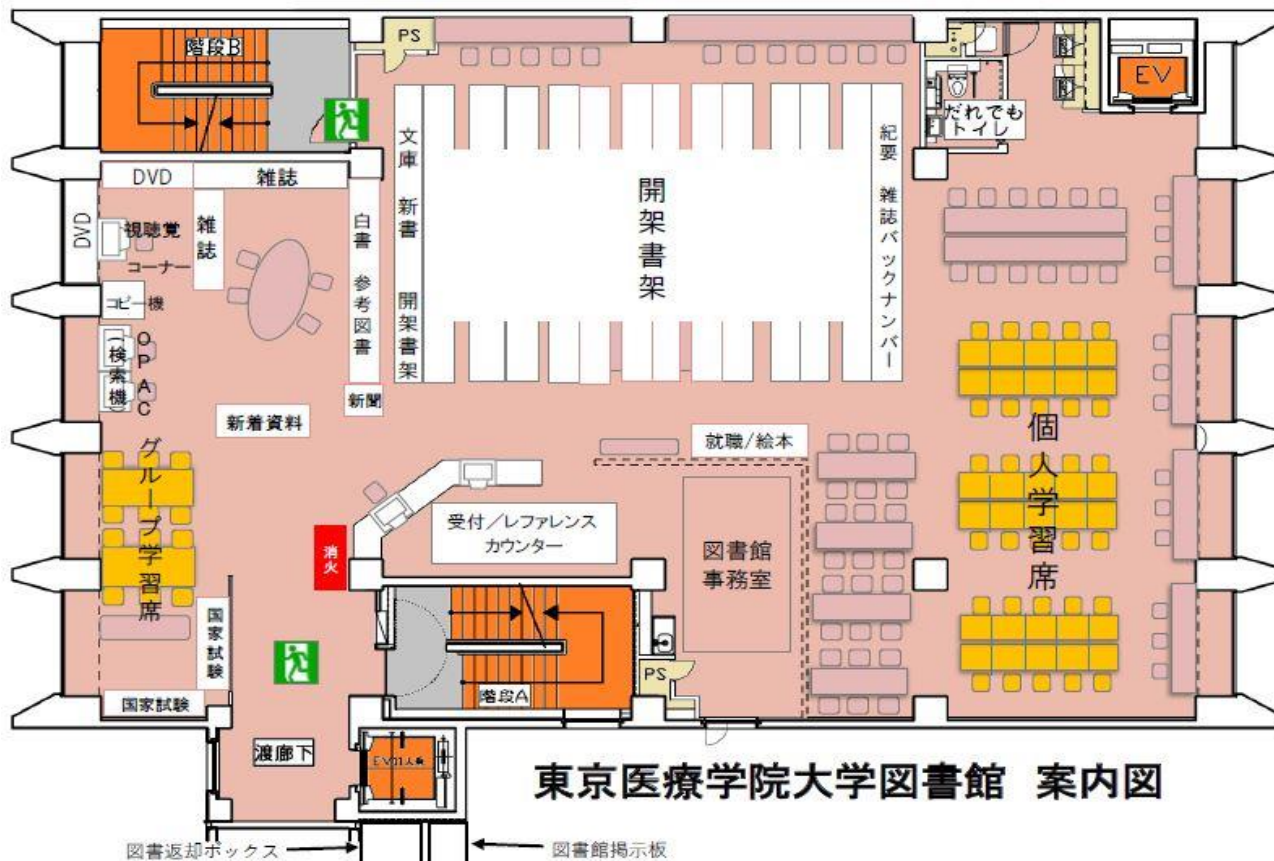 階段B
PS
EV
だれでも
トイレ
DVD
雑誌
DVD
視聴覚
コーナー
雑誌
白書 参考図書
文庫 新書 開架書架
開架書架
紀要 雑誌バックナンバー
コピー機
OPAC
(検索機)
新聞
新着資料
就職/絵本
グループ学習席
個人学習席
受付/レファレンス
カウンター
消火
図書館
事務室
国家試験
国家試験
階段A
PS
渡廊下
EV11人乗
東京医療学院大学図書館 案内図
図書返却ボックス
図書館掲示板